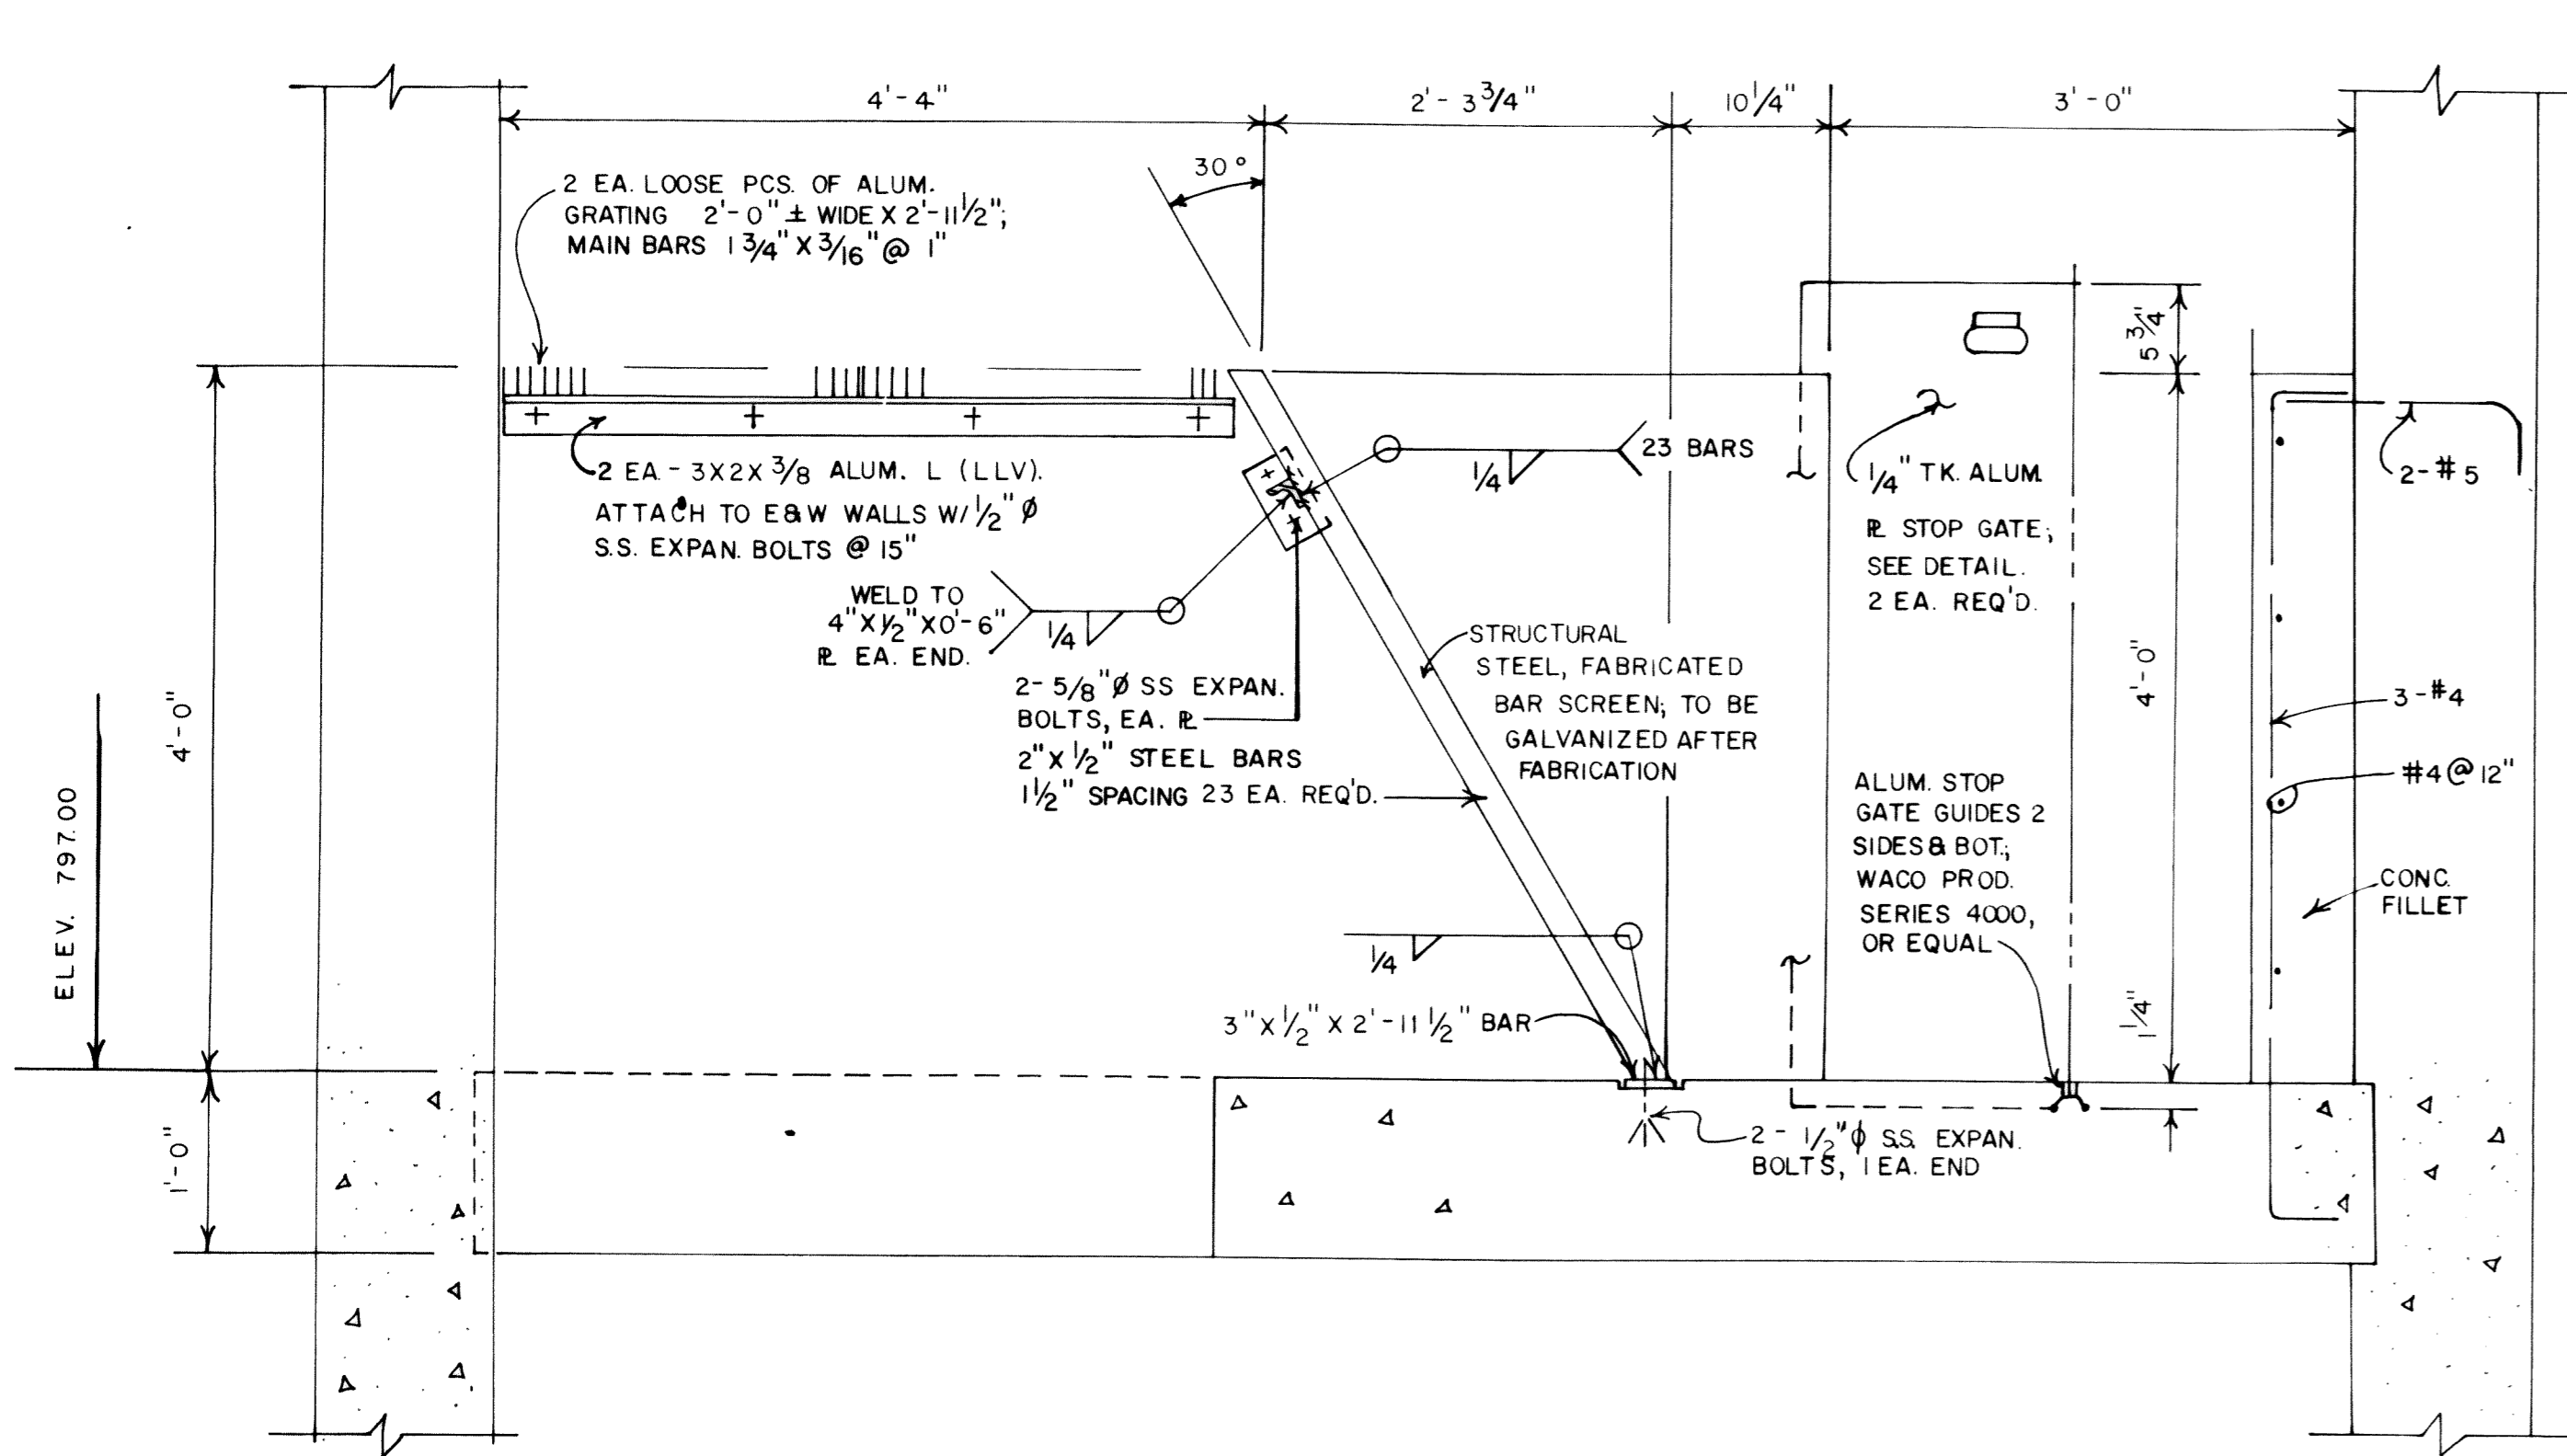 4'-4"
2'-3 3/4"
10 1/4"
3'-0"
30°
2 EA. LOOSE PCS. OF ALUM.
GRATING 2'-0" ± WIDE X 2'-11 1/2";
MAIN BARS 1 3/4" X 3/16" @ 1"
5 3/4"
2 EA.- 3X2X 3/8 ALUM. L (LLV).
ATTACH TO E&W WALLS W/ 1/2" Ø
S.S. EXPAN. BOLTS @ 15"
1/4
23 BARS
1/4" TK. ALUM.
PL STOP GATE;
SEE DETAIL.
2 EA. REQ'D.
2-#5
WELD TO
4" X 1/2" X 0'-6"
PL EA. END.
1/4
2- 5/8" Ø SS EXPAN.
BOLTS, EA. PL
2" X 1/2" STEEL BARS
1 1/2" SPACING 23 EA. REQ'D.
STRUCTURAL
STEEL, FABRICATED
BAR SCREEN; TO BE
GALVANIZED AFTER
FABRICATION
4'-0"
4'-0"
3-#4
#4@12"
ELEV. 797.00
ALUM. STOP
GATE GUIDES 2
SIDES & BOT.;
WACO PROD.
SERIES 4000,
OR EQUAL
CONC.
FILLET
1/4
3" X 1/2" X 2'-11 1/2" BAR
1 1/4"
1'-0"
2 - 1/2" Ø S.S. EXPAN.
BOLTS, 1 EA. END